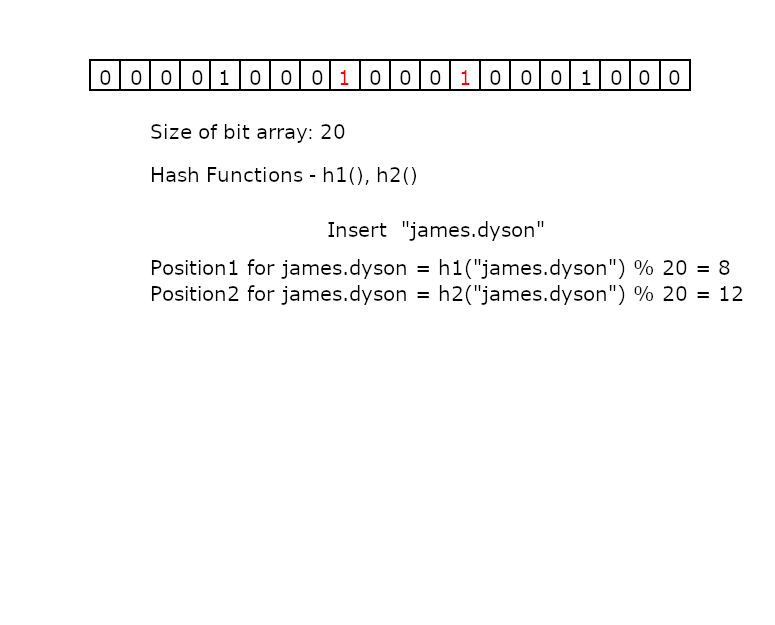 0 0 0 0 1 0 0 0 1 0 0 0 1 0 0 0 1 0 0 0
Size of bit array: 20
Hash Functions - h1(), h2()
Insert "james.dyson"
Position1 for james.dyson = h1("james.dyson") % 20 = 8
Position2 for james.dyson = h2("james.dyson") % 20 = 12